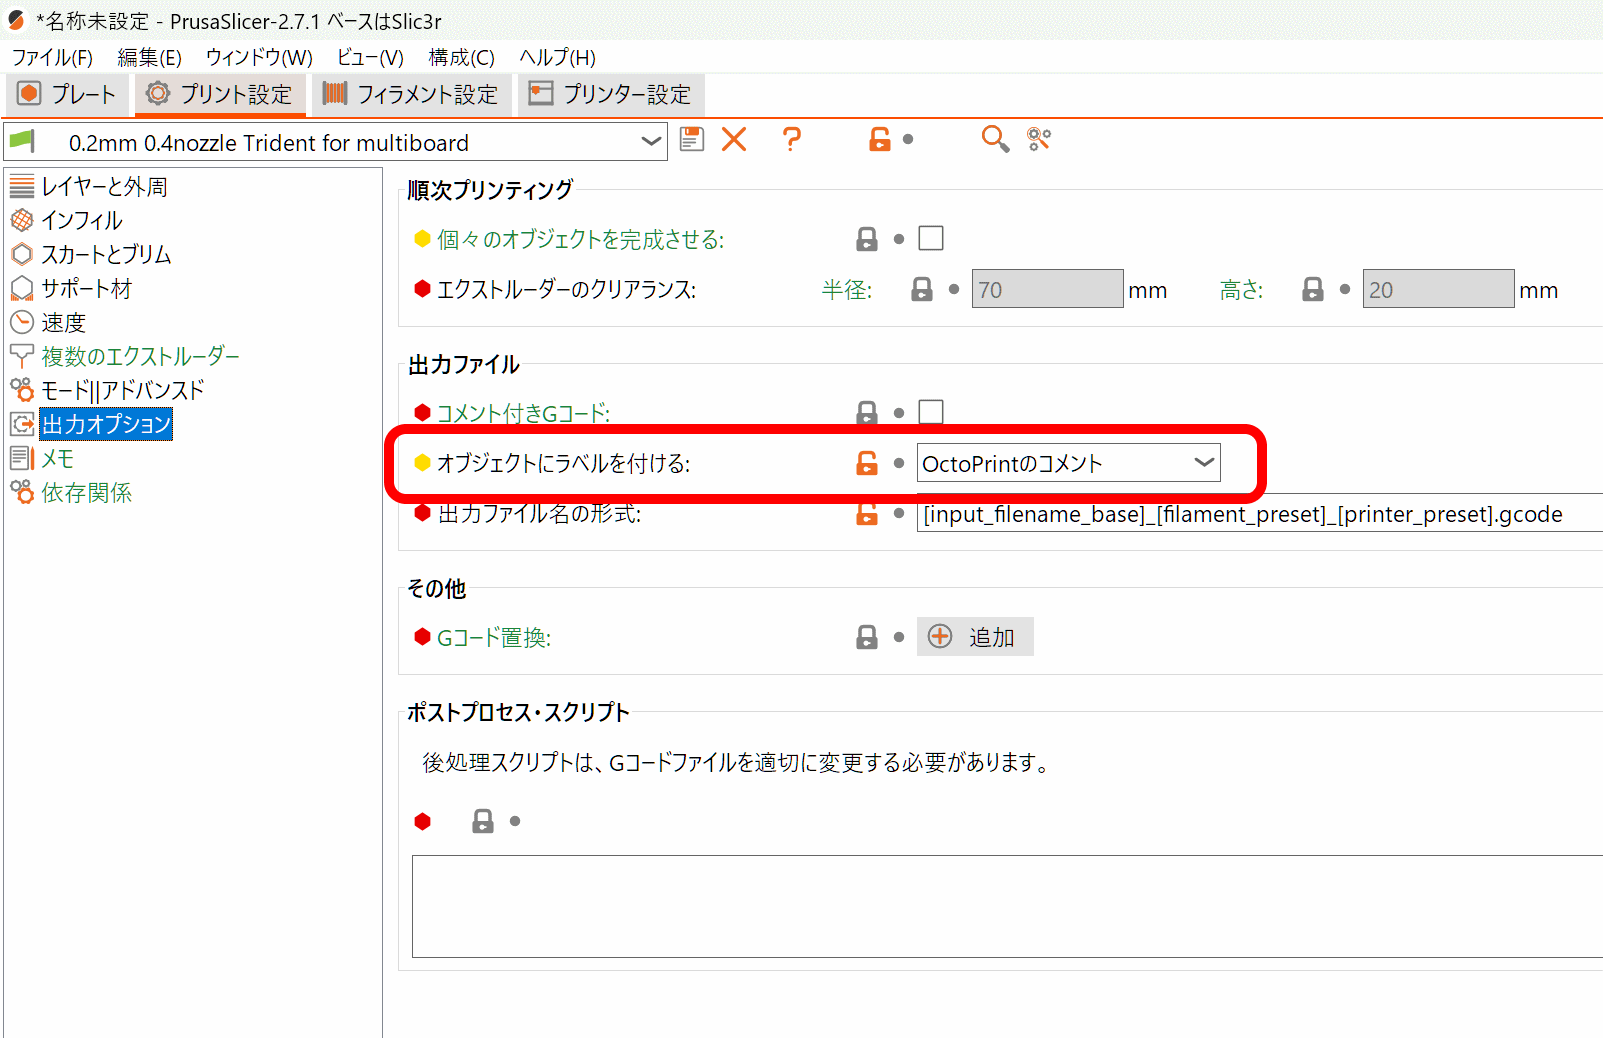 *名称未設定 - PrusaSlicer-2.7.1 ベースはSlic3r
ファイル(F) 編集(E) ウィンドウ(W) ビュー(V) 構成(C) ヘルプ(H)
プレート プリント設定 フィラメント設定 プリンター設定
0.2mm 0.4nozzle Trident for multiboard
レイヤーと外周
インフィル
スカートとブリム
サポート材
速度
複数のエクストルーダー
モード||アドバンスド
出力オプション
メモ
依存関係
順次プリンティング
個々のオブジェクトを完成させる:
エクストルーダーのクリアランス: 半径: 70 mm 高さ: 20 mm
出力ファイル
コメント付きGコード:
オブジェクトにラベルを付ける: OctoPrintのコメント
出力ファイル名の形式: [input_filename_base]_[filament_preset]_[printer_preset].gcode
その他
Gコード置換: 追加
ポストプロセス・スクリプト
後処理スクリプトは、Gコードファイルを適切に変更する必要があります。